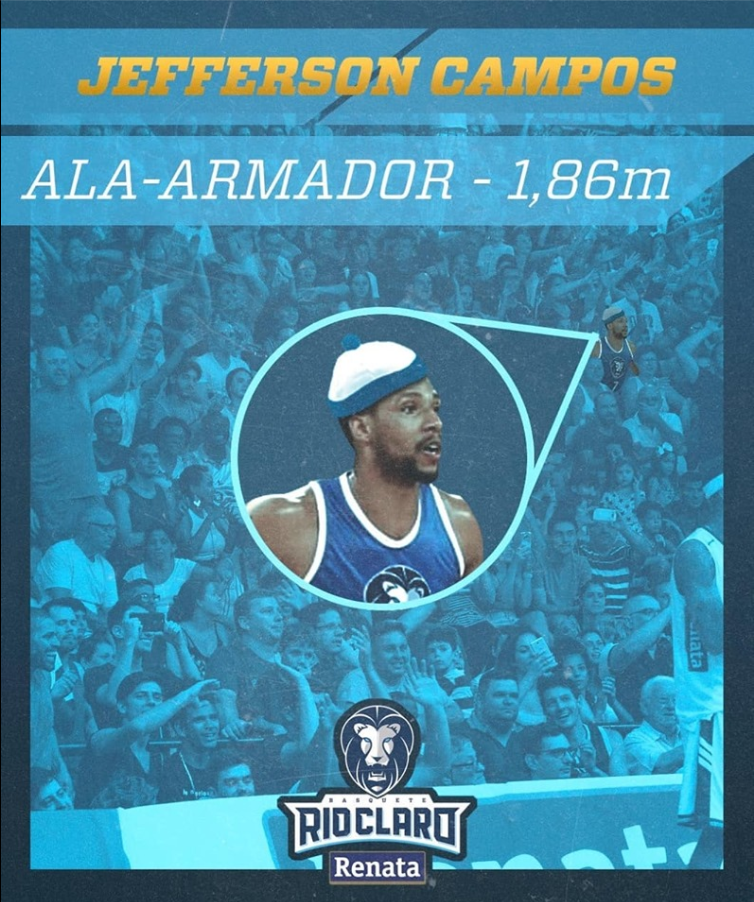 JEFFERSON CAMPOS
ALA-ARMADOR - 1,86m
BASQUETE
RIO CLARO
Renata